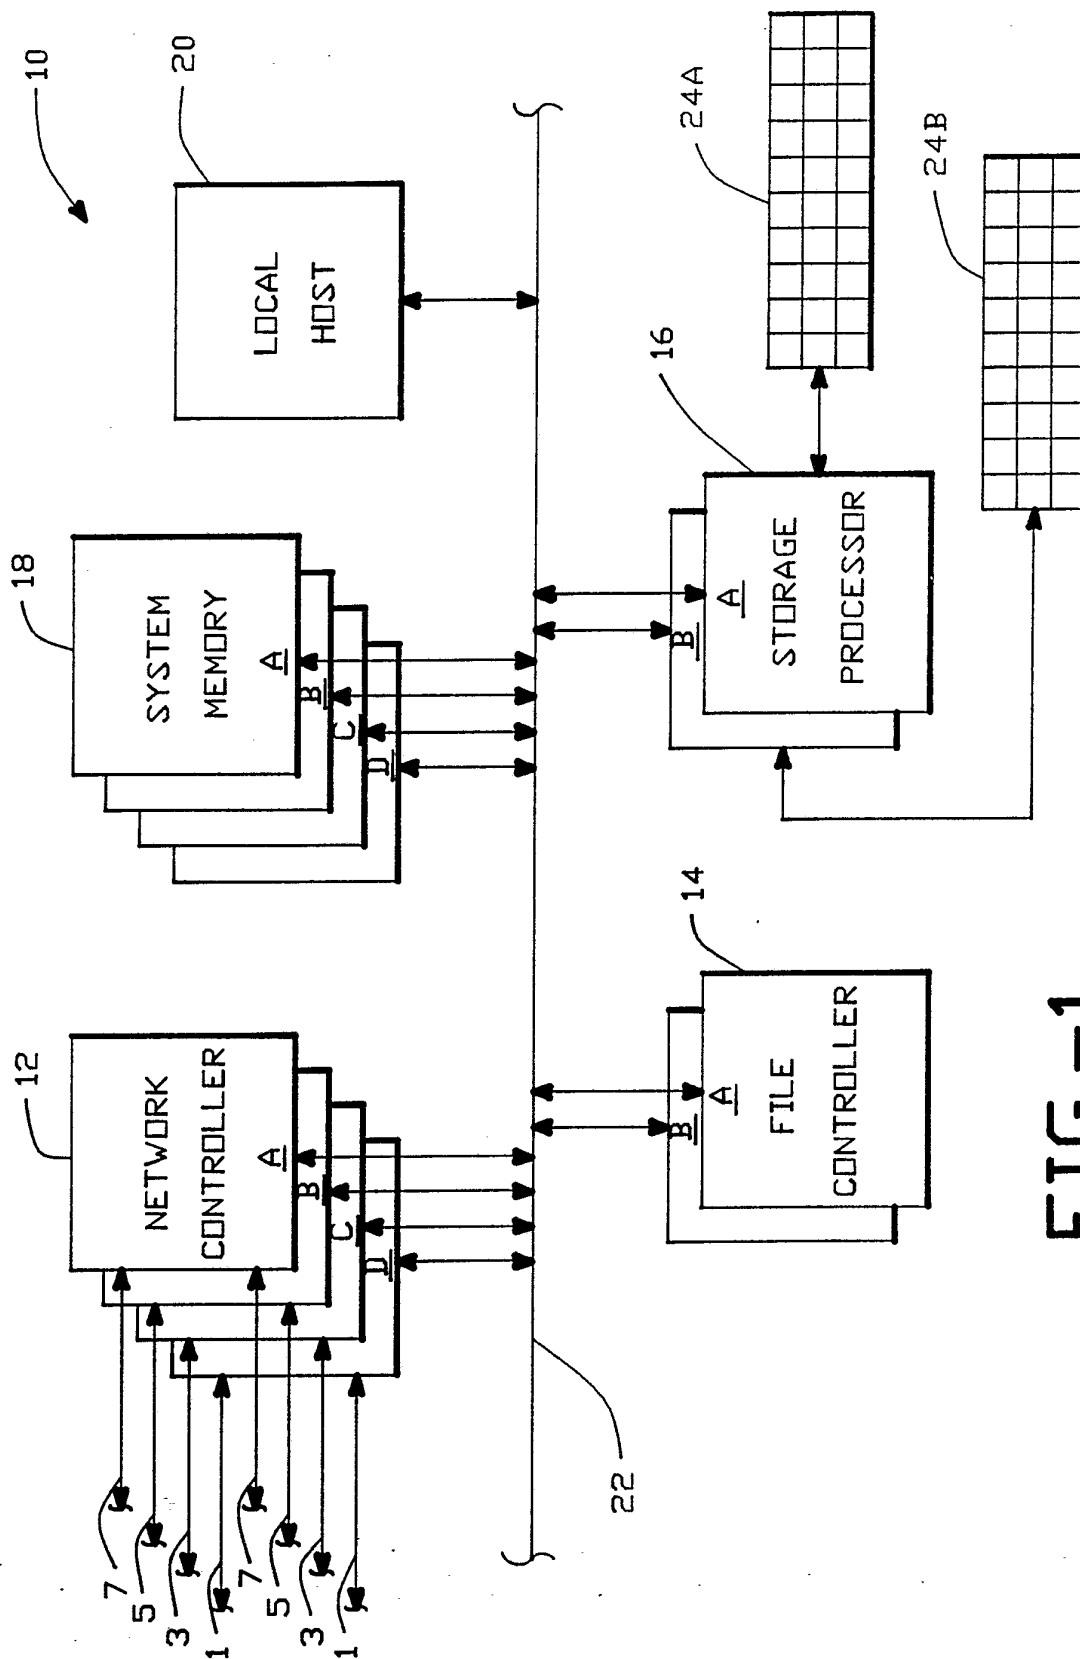 10
20
LOCAL
HOST
18
SYSTEM
MEMORY
A
B
C
D
12
NETWORK
CONTROLLER
A
B
C
D
7
5
3
1
7
5
3
1
22
24A
24B
16
STORAGE
PROCESSOR
A
B
14
FILE
CONTROLLER
A
B
FIG.-1